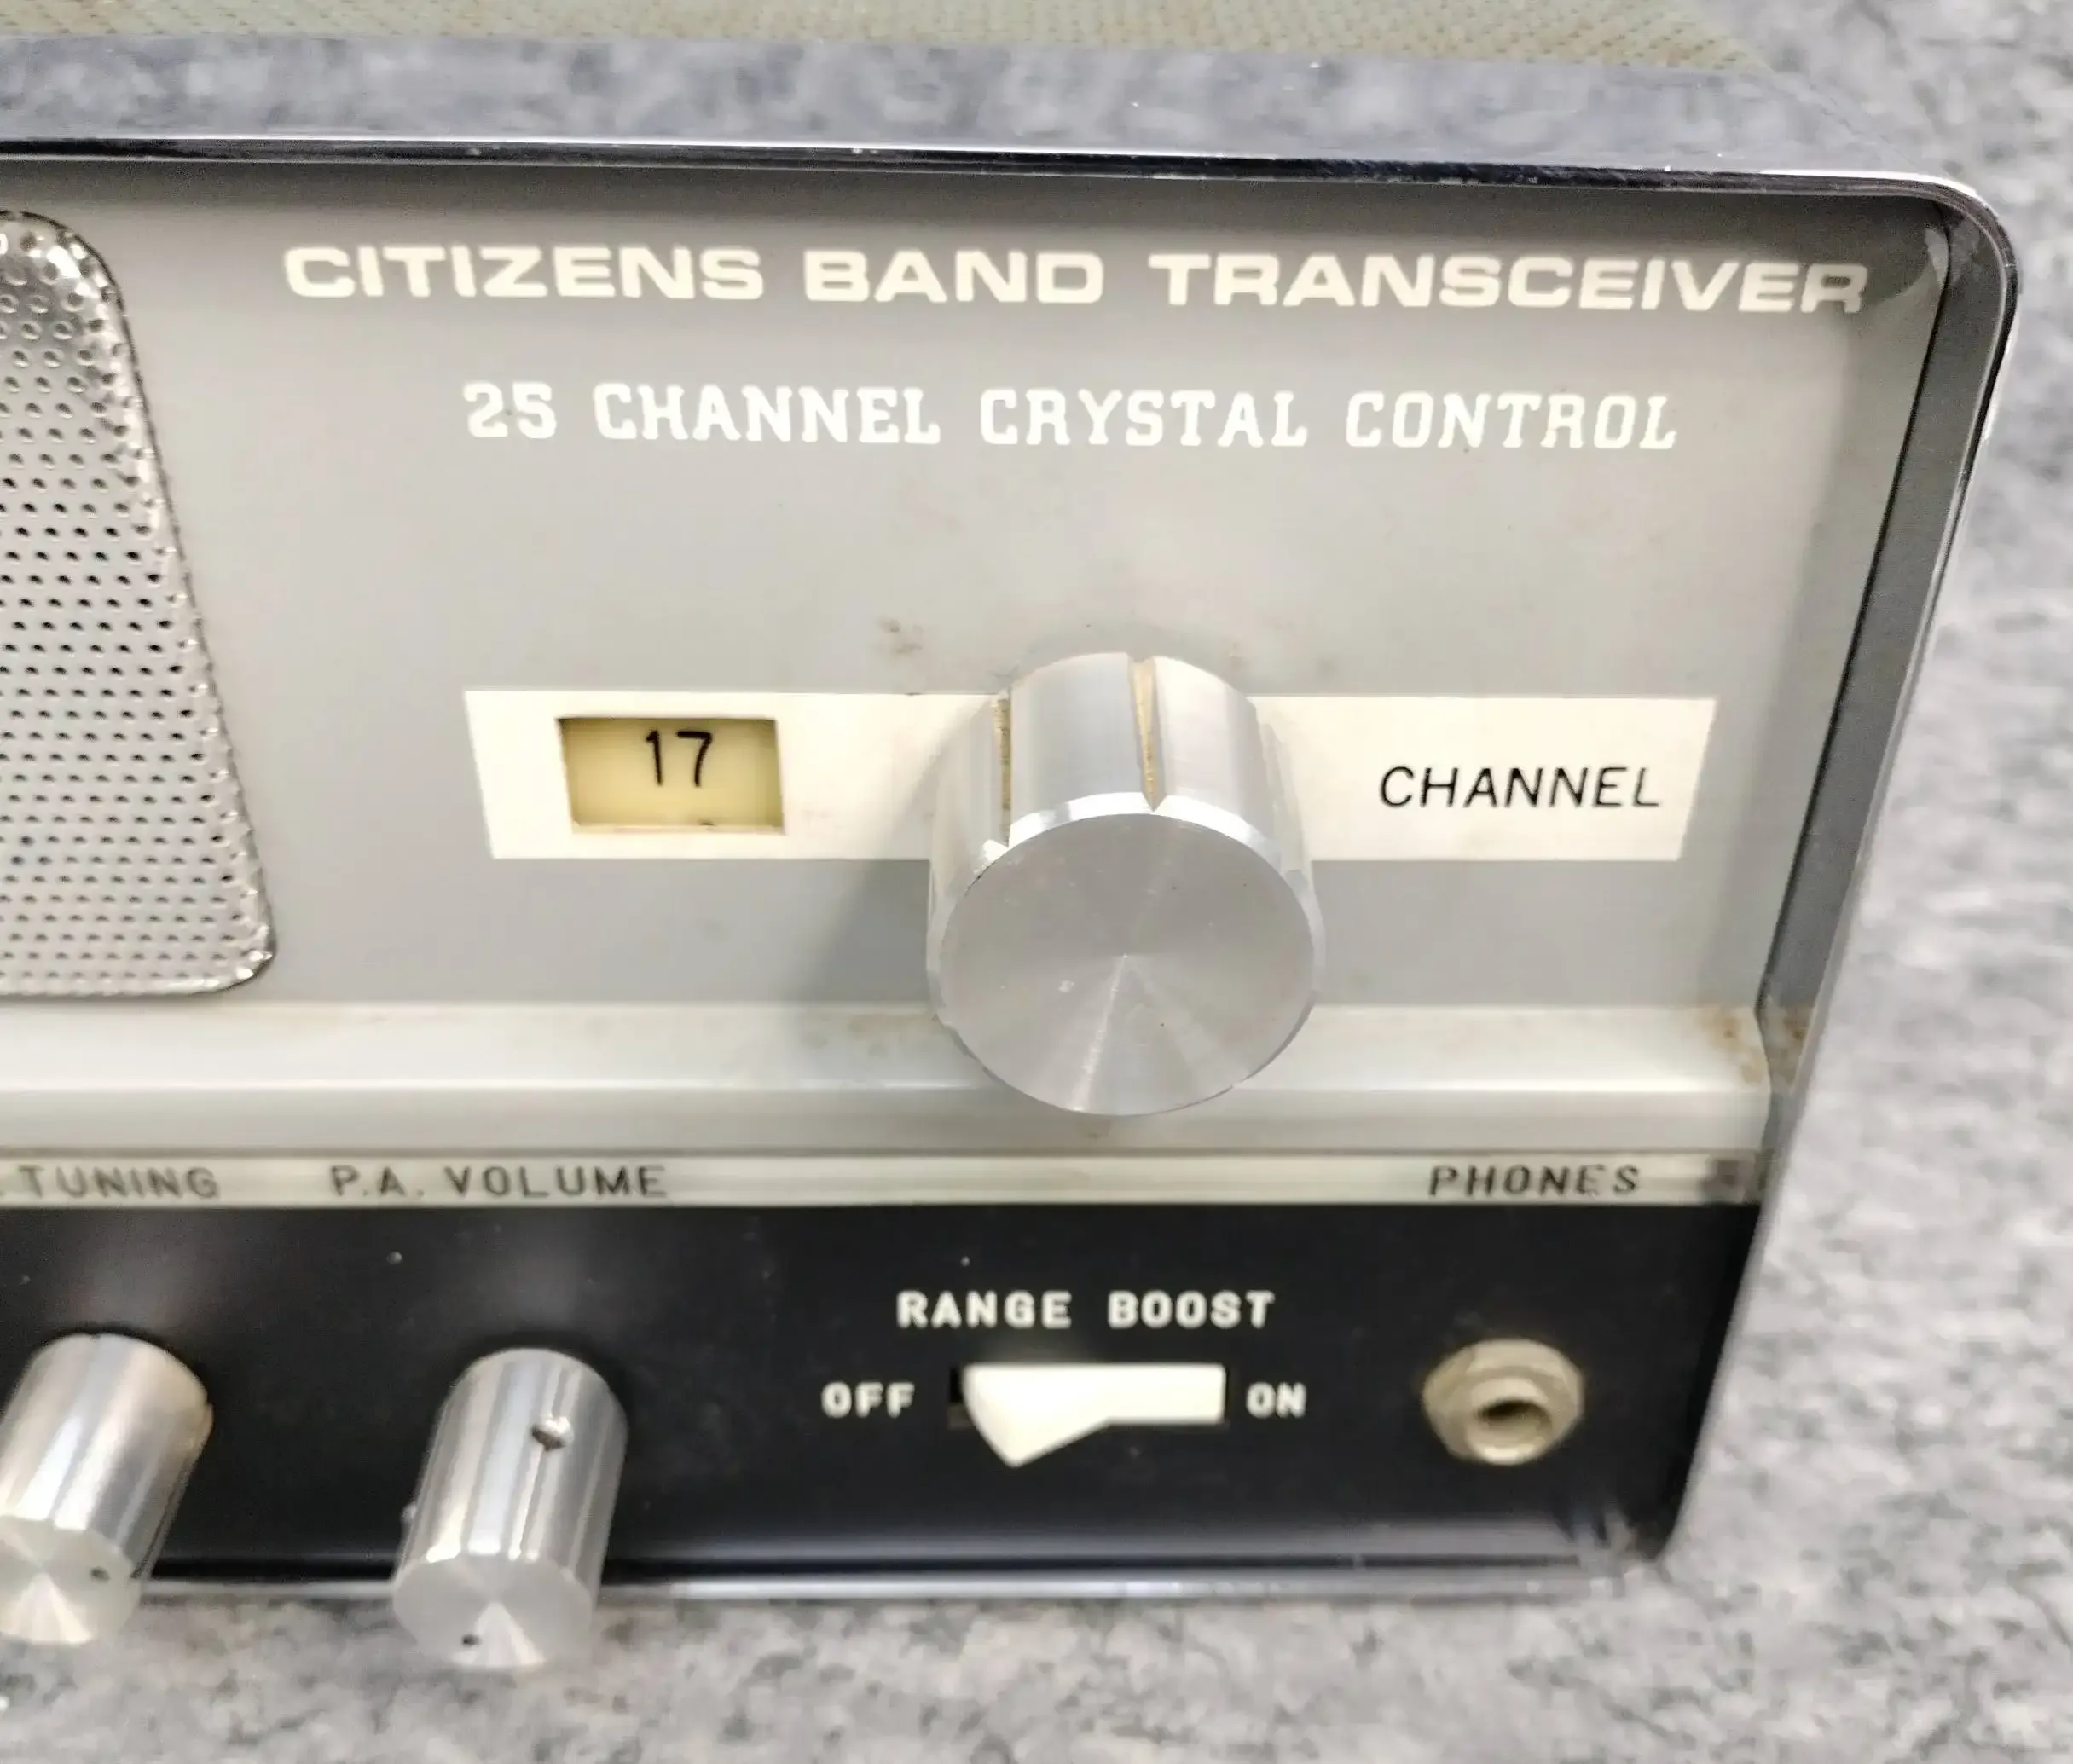 CITIZENS BAND TRANSCEIVER
25 CHANNEL CRYSTAL CONTROL
17
CHANNEL
.TUNING P.A. VOLUME PHONES
RANGE BOOST
OFF ON